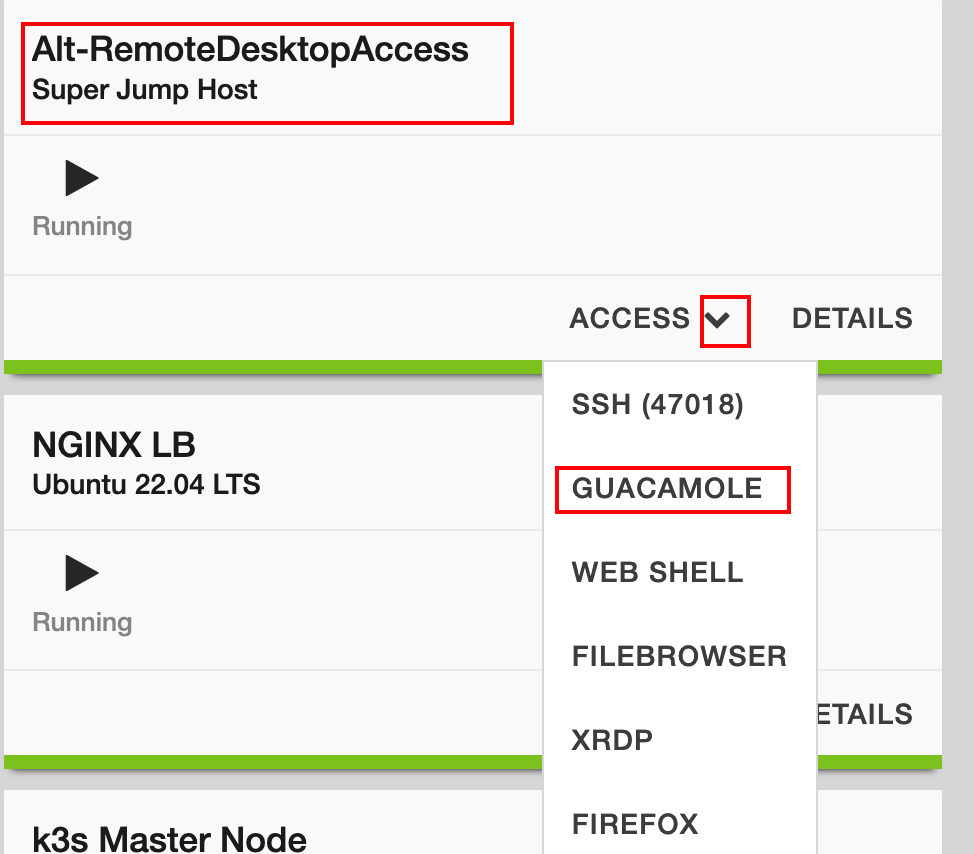 Alt-RemoteDesktopAccess
Super Jump Host
Running
ACCESS DETAILS
SSH (47018)
NGINX LB
Ubuntu 22.04 LTS
GUACAMOLE
WEB SHELL
Running
FILEBROWSER
ETAILS
XRDP
FIREFOX
k3s Master Node